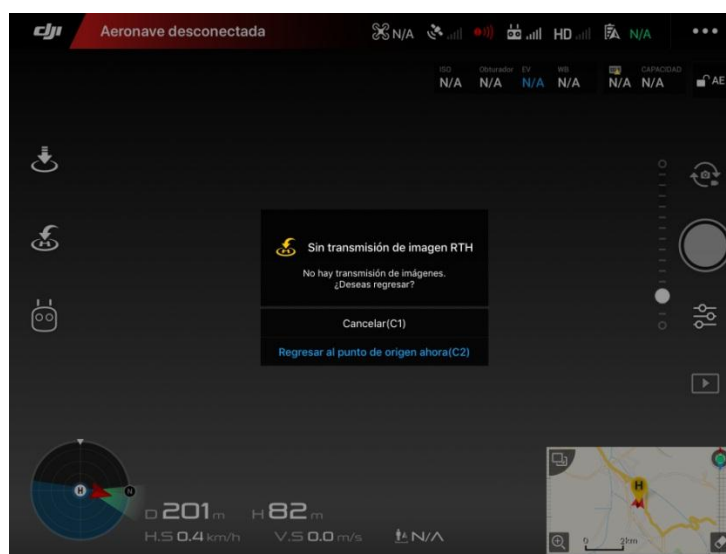 dji
Aeronave desconectada
N/A
HD
N/A
ISO
N/A
Obturador
N/A
EV
N/A
WB
N/A
N/A
CAPACIDAD
N/A
AE
Sin transmisión de imagen RTH
No hay transmisión de imágenes.
¿Deseas regresar?
Cancelar(C1)
Regresar al punto de origen ahora(C2)
H
N
D 201 m H 82 m
H.S 0.4 km/h V.S 0.0 m/s N/A
H
0 2km